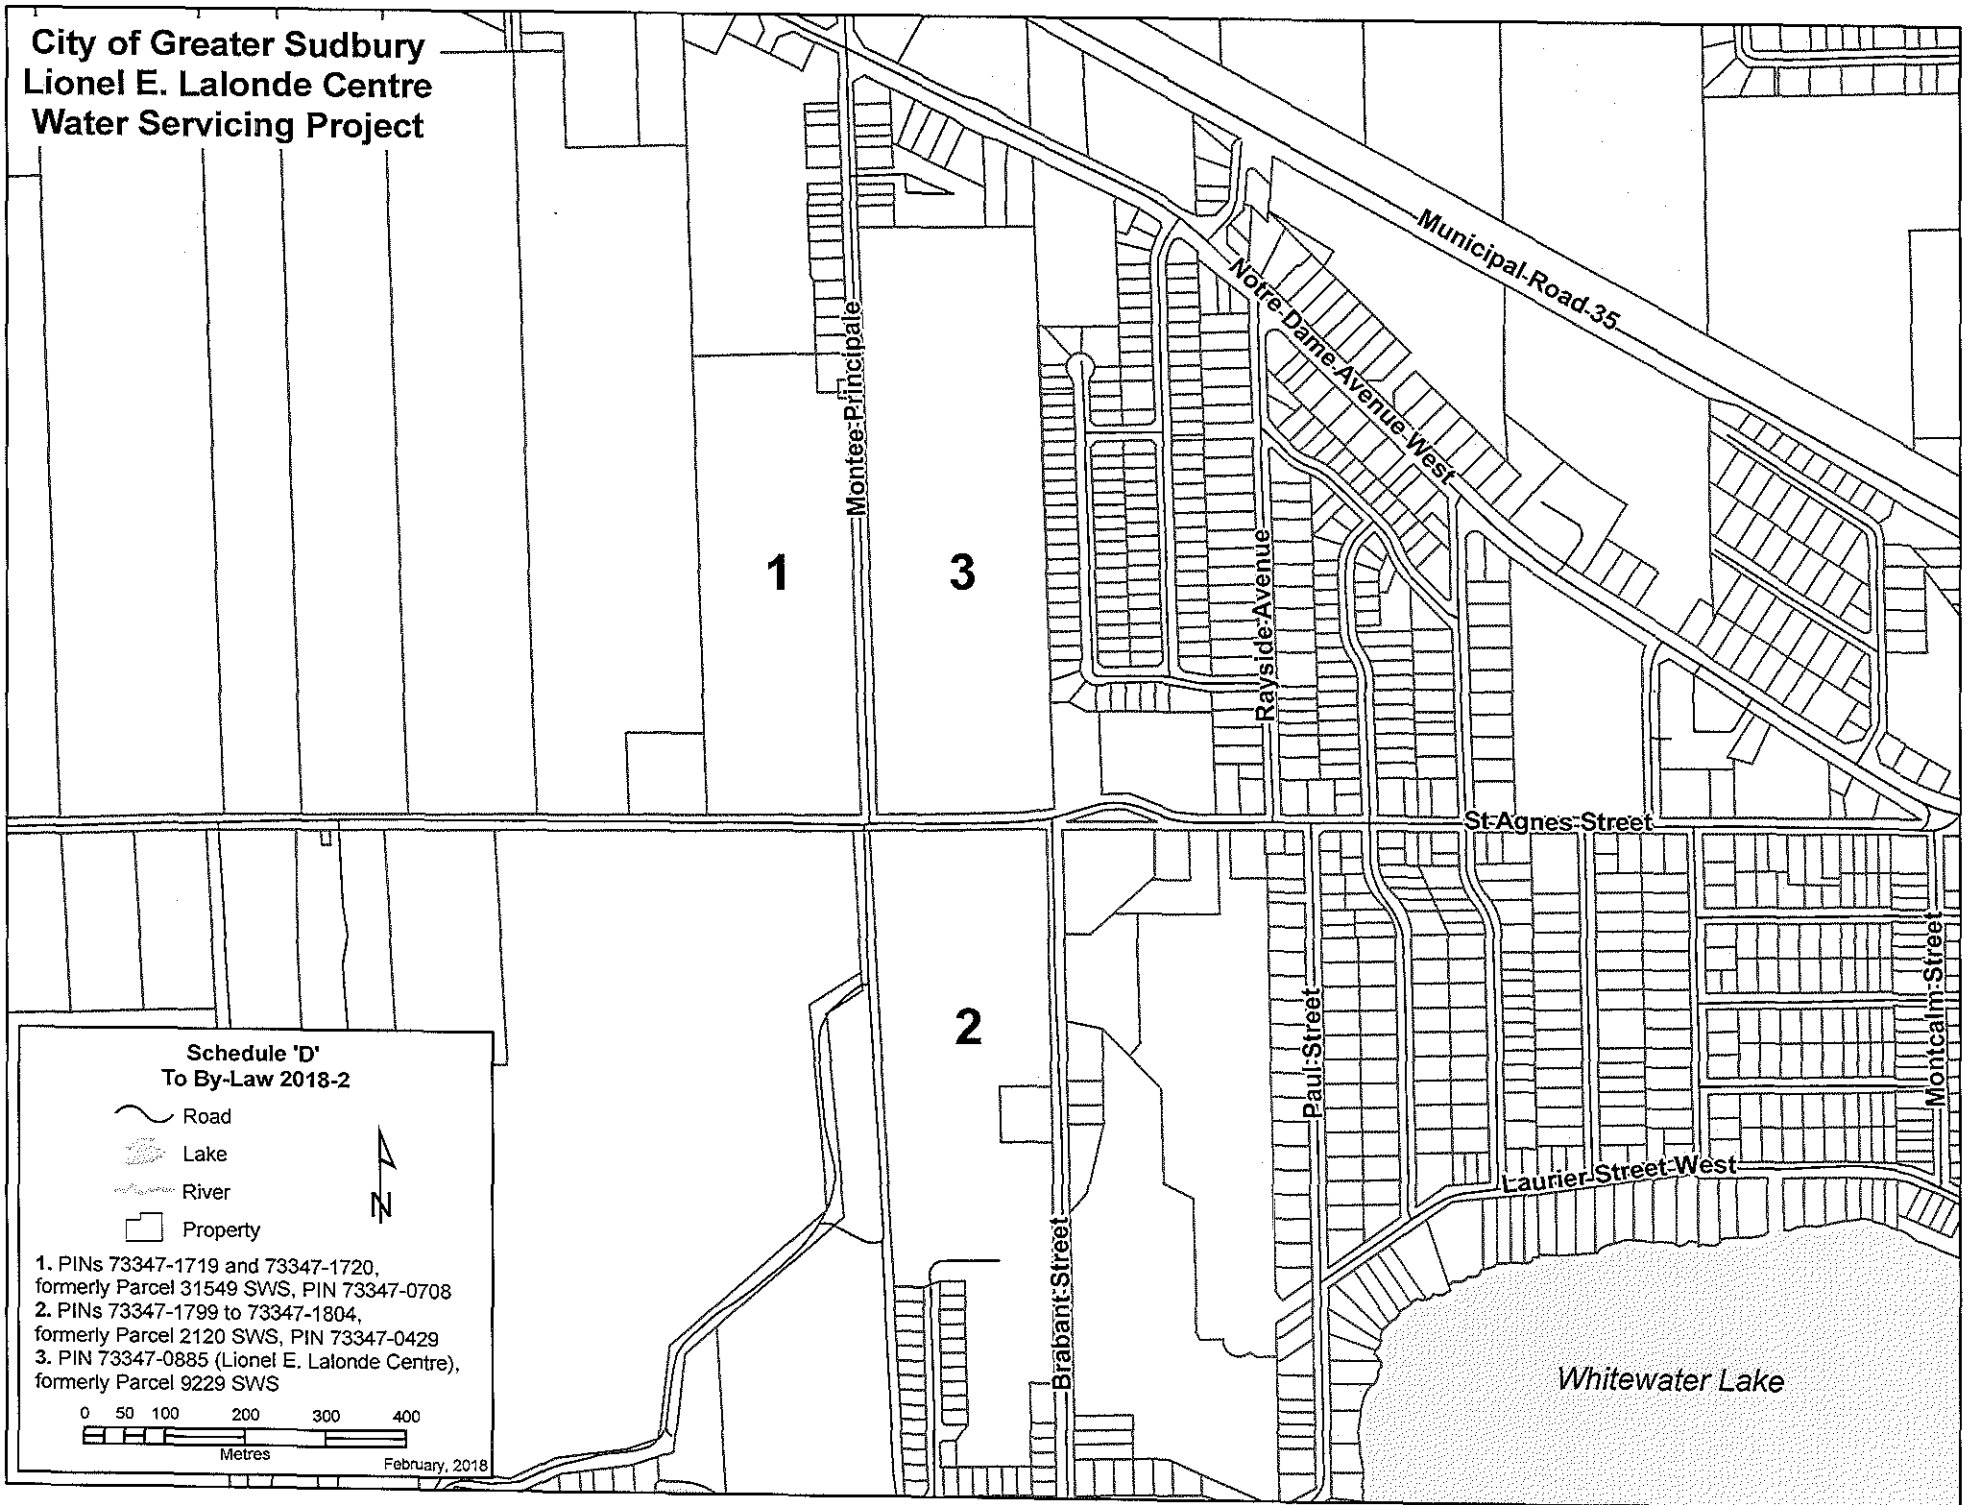 City of Greater Sudbury
Lionel E. Lalonde Centre
Water Servicing Project
Municipal Road 35
Notre Dame Avenue West
Montee Principale
1
3
Rayside Avenue
St Agnes Street
2
Paul Street
Montcalm Street
Laurier Street West
Brabant Street
Whitewater Lake
Schedule 'D'
To By-Law 2018-2
Road
Lake
River
Property
N
1. PINs 73347-1719 and 73347-1720,
formerly Parcel 31549 SWS, PIN 73347-0708
2. PINs 73347-1799 to 73347-1804,
formerly Parcel 2120 SWS, PIN 73347-0429
3. PIN 73347-0885 (Lionel E. Lalonde Centre),
formerly Parcel 9229 SWS
0 50 100 200 300 400
Metres
February, 2018